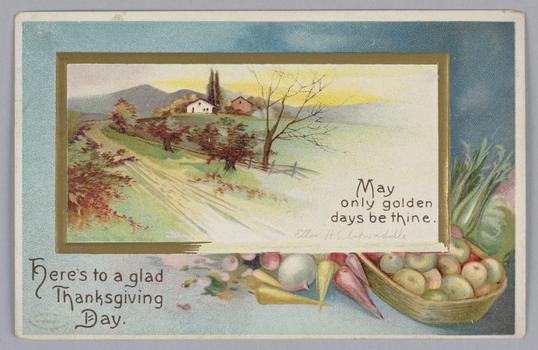 May
only golden
days be thine.
Here's to a glad
Thanksgiving
Day.